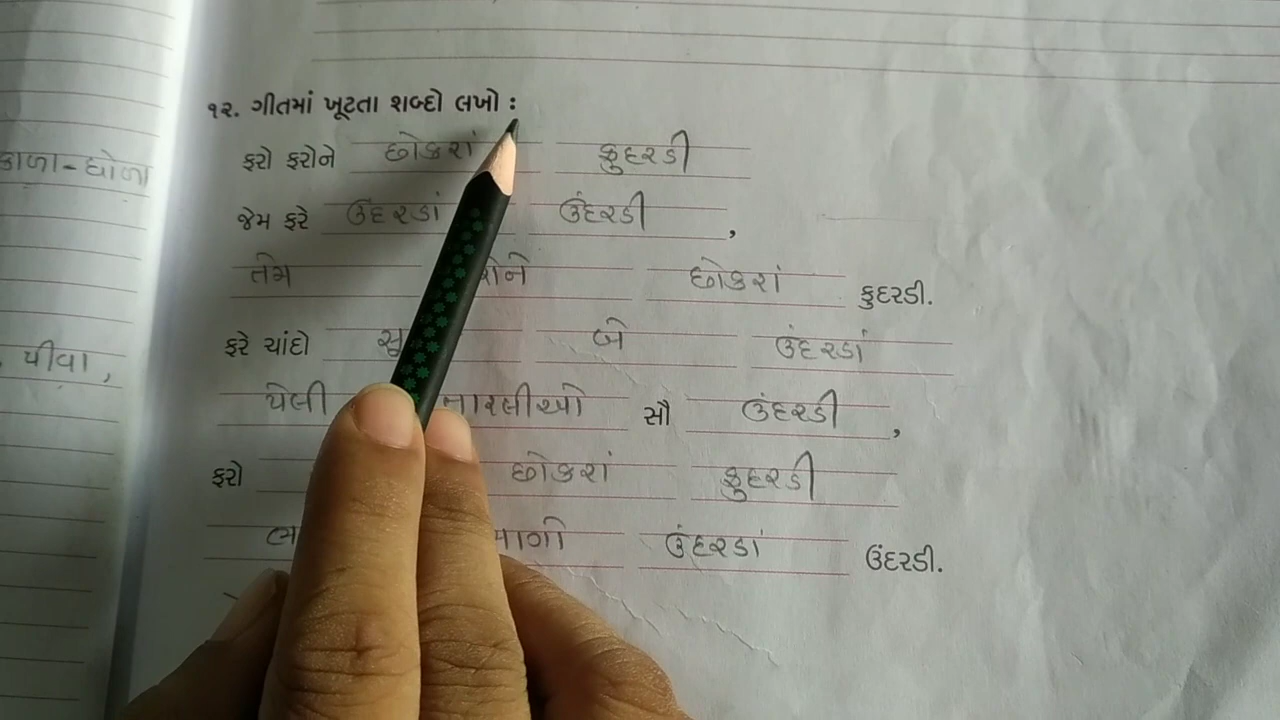 કાળા-ધોળા
પીવા,
૧૨. ગીતમાં ખૂટતા શબ્દો લખો :
ફરો ફરોને છોકરાં ફુદરડી
જેમ ફરે ઉંદરડાં ઉંદરડી,
તેમ છોકરાં ફુદરડી.
ફરે ચાંદો બે ઉંદરડાં
પેલી સૌ ઉંદરડી,
ફરો છોકરાં ફુદરડી
ઉંદરડાં ઉંદરડી.